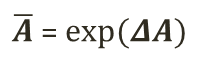 A̅ = exp(ΔA)